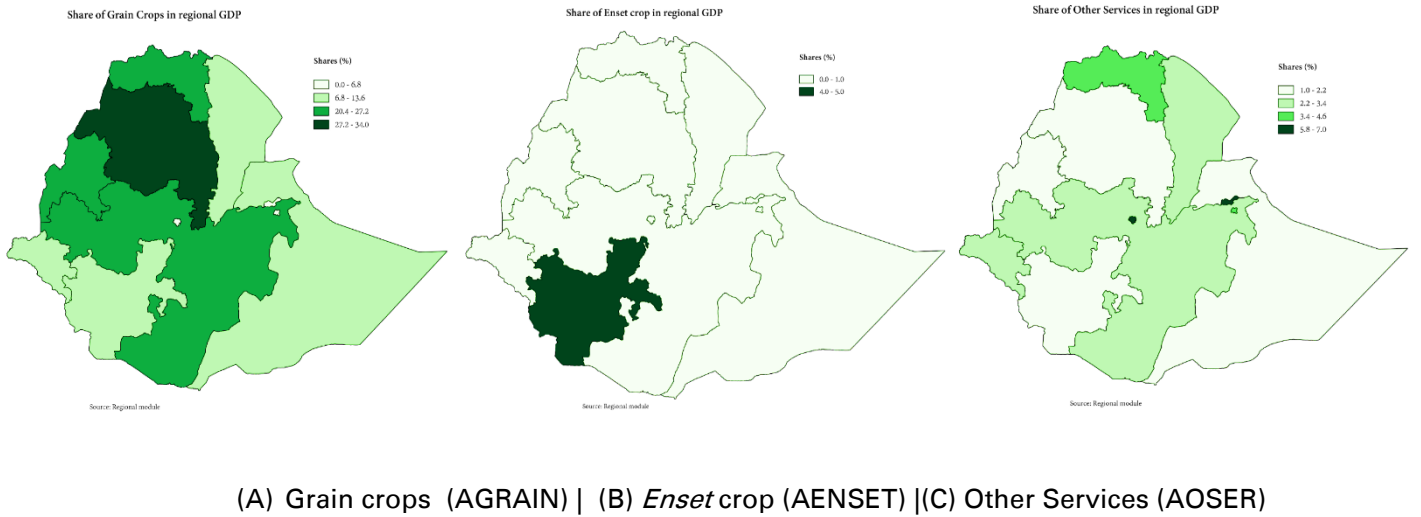 Share of Grain Crops in regional GDP
Shares (%)
0.0 - 6.8
6.8 - 13.6
20.4 - 27.2
27.2 - 34.0
Source: Regional module
Share of Enset crop in regional GDP
Shares (%)
0.0 - 1.0
4.0 - 5.0
Source: Regional module
Share of Other Services in regional GDP
Shares (%)
1.0 - 2.2
2.2 - 3.4
3.4 - 4.6
5.8 - 7.0
Source: Regional module
(A) Grain crops (AGRAIN) | (B) Enset crop (AENSET) |(C) Other Services (AOSER)